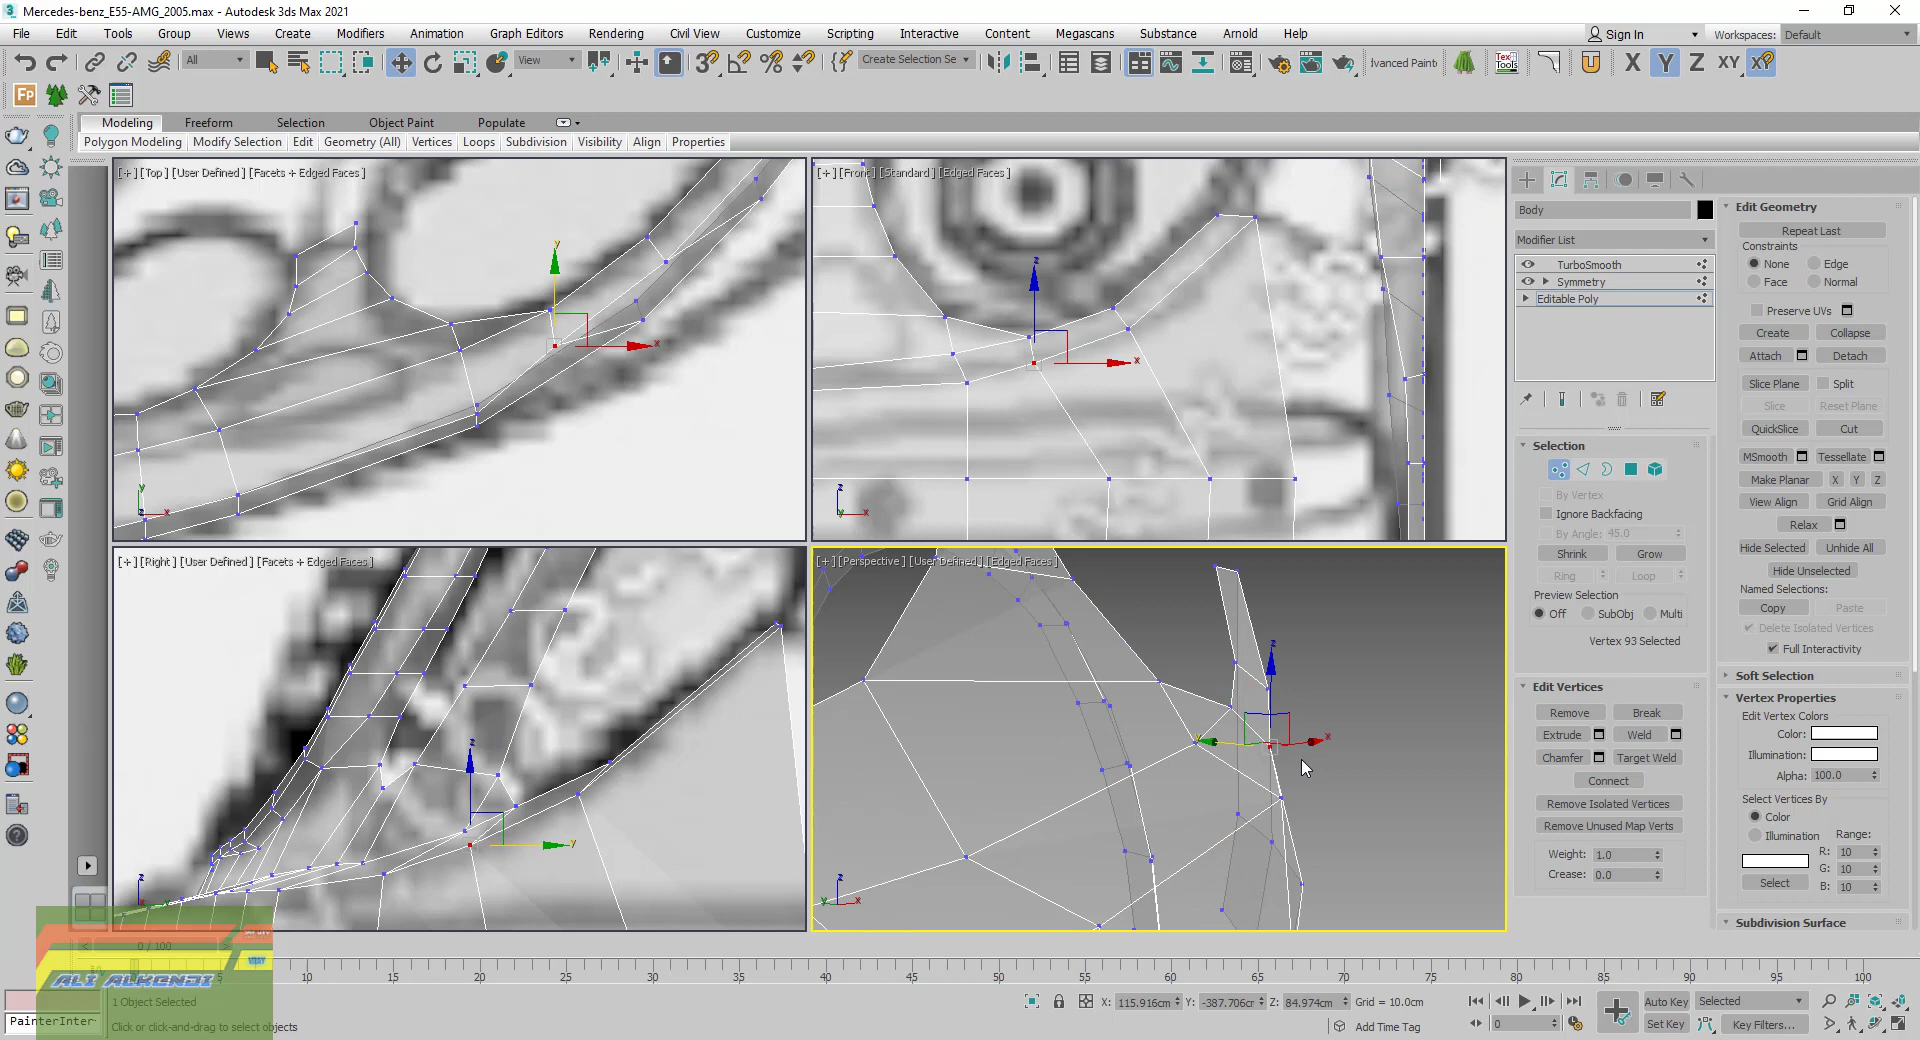 Mercedes-benz_E55-AMG_2005.max - Autodesk 3ds Max 2021
File Edit Tools Group Views Create Modifiers Animation Graph Editors Rendering Civil View Customize Scripting Interactive Content Megascans Substance Arnold Help
Sign In Workspaces: Default
All View Create Selection Se Tex Tools X Y Z XY
Fp
Modeling Freeform Selection Object Paint Populate
Polygon Modeling Modify Selection Edit Geometry (All) Vertices Loops Subdivision Visibility Align Properties
[+] [Top] [User Defined] [Facets + Edged Faces]
[+] [Front] [Standard] [Edged Faces]
[+] [Right] [User Defined] [Facets + Edged Faces]
[+] [Perspective] [User Defined] [Edged Faces]
Body
Modifier List
TurboSmooth
Symmetry
Editable Poly
Selection
By Vertex
Ignore Backfacing
By Angle: 45.0
Shrink Grow
Ring Loop
Preview Selection
Off SubObj Multi
Vertex 93 Selected
Edit Vertices
Remove Break
Extrude Weld
Chamfer Target Weld
Connect
Remove Isolated Vertices
Remove Unused Map Verts
Weight: 1.0
Crease: 0.0
Edit Geometry
Repeat Last
Constraints
None Edge
Face Normal
Preserve UVs
Create Collapse
Attach Detach
Slice Plane Split
Slice Reset Plane
QuickSlice Cut
MSmooth Tessellate
Make Planar X Y Z
View Align Grid Align
Relax
Hide Selected Unhide All
Hide Unselected
Named Selections:
Copy Paste
Delete Isolated Vertices
Full Interactivity
Soft Selection
Vertex Properties
Edit Vertex Colors
Color:
Illumination:
Alpha: 100.0
Select Vertices By
Color
Illumination Range:
R: 10
G: 10
B: 10
Select
Subdivision Surface
0 / 100
5 10 15 20 25 30 35 40 45 50 55 60 65 70 75 80 85 90 95 100
ALI ALKENDI
1 Object Selected
Click or click-and-drag to select objects
PainterInter
X: 115.916cm Y: -387.706cm Z: 84.974cm Grid = 10.0cm
Add Time Tag
0
Auto Key Selected
Set Key Key Filters...